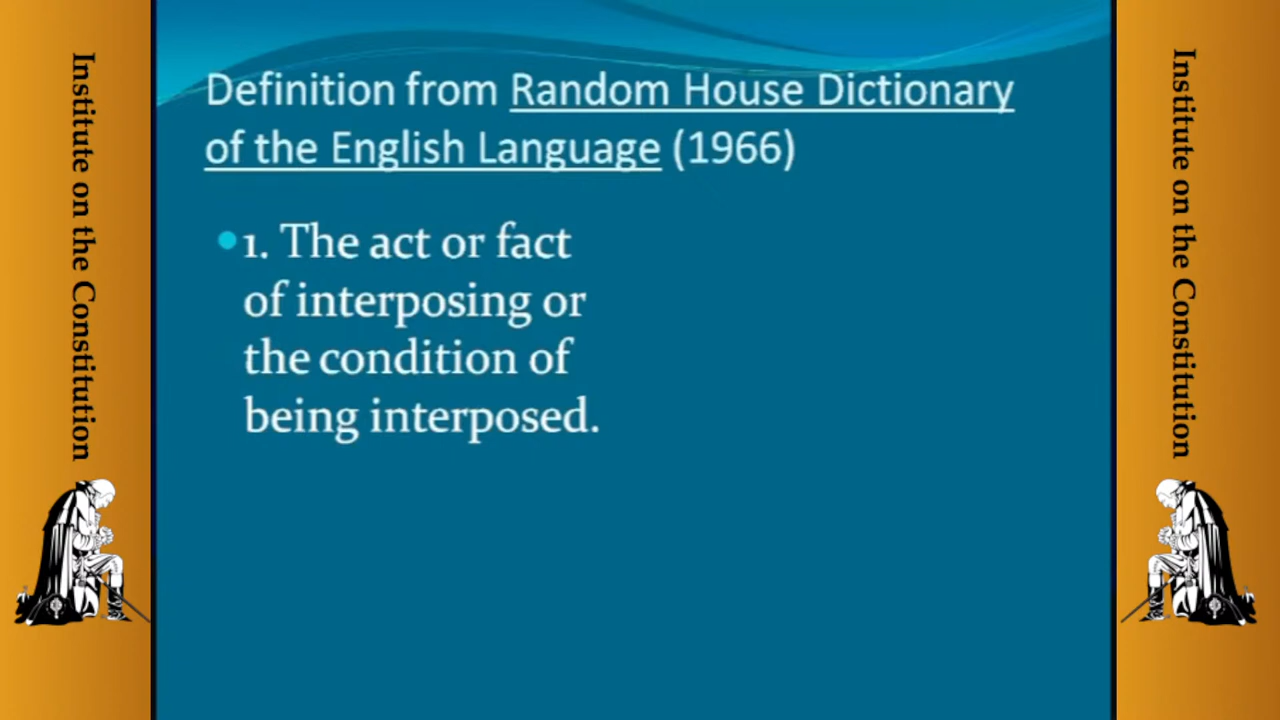 Institute on the Constitution
Definition from Random House Dictionary
of the English Language (1966)
1. The act or fact
of interposing or
the condition of
being interposed.
Institute on the Constitution